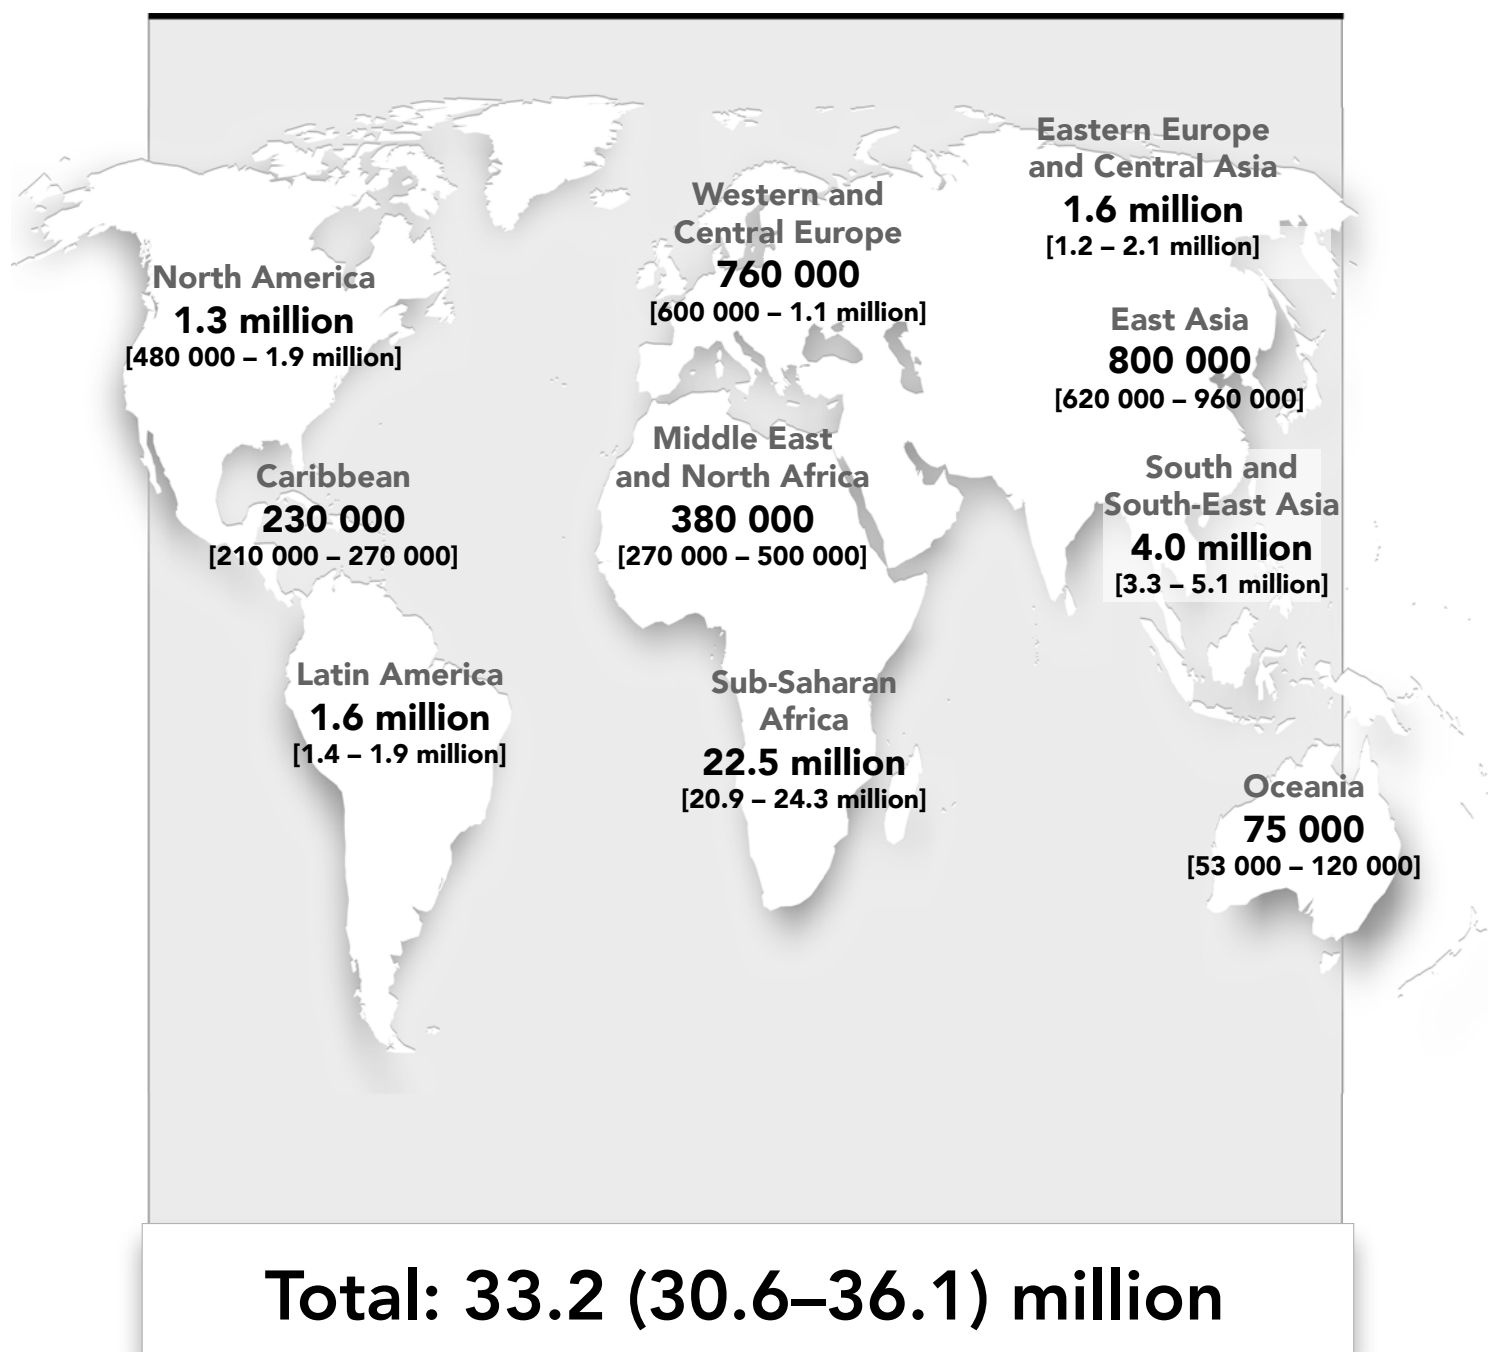 Eastern Europe
and Central Asia
1.6 million
[1.2 – 2.1 million]
Western and
Central Europe
760 000
[600 000 – 1.1 million]
North America
1.3 million
[480 000 – 1.9 million]
East Asia
800 000
[620 000 – 960 000]
Middle East
and North Africa
380 000
[270 000 – 500 000]
Caribbean
230 000
[210 000 – 270 000]
South and
South-East Asia
4.0 million
[3.3 – 5.1 million]
Latin America
1.6 million
[1.4 – 1.9 million]
Sub-Saharan
Africa
22.5 million
[20.9 – 24.3 million]
Oceania
75 000
[53 000 – 120 000]
Total: 33.2 (30.6–36.1) million